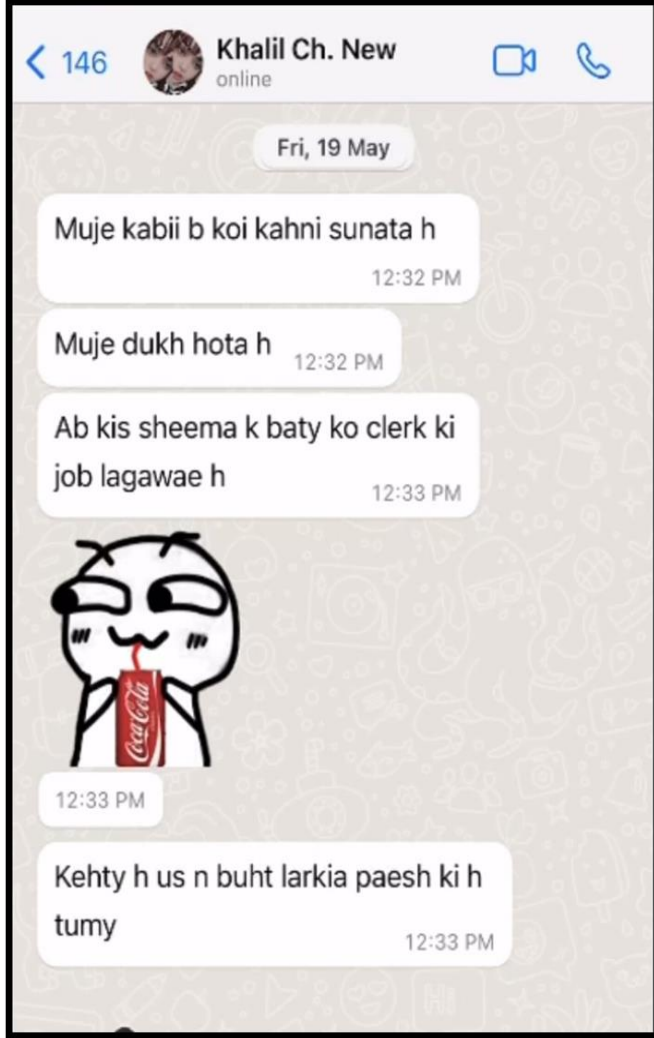 146
Khalil Ch. New
online
Fri, 19 May
Muje kabii b koi kahni sunata h
12:32 PM
Muje dukh hota h 12:32 PM
Ab kis sheema k baty ko clerk ki
job lagawae h
12:33 PM
Coca-Cola
12:33 PM
Kehty h us n buht larkia paesh ki h
tumy
12:33 PM